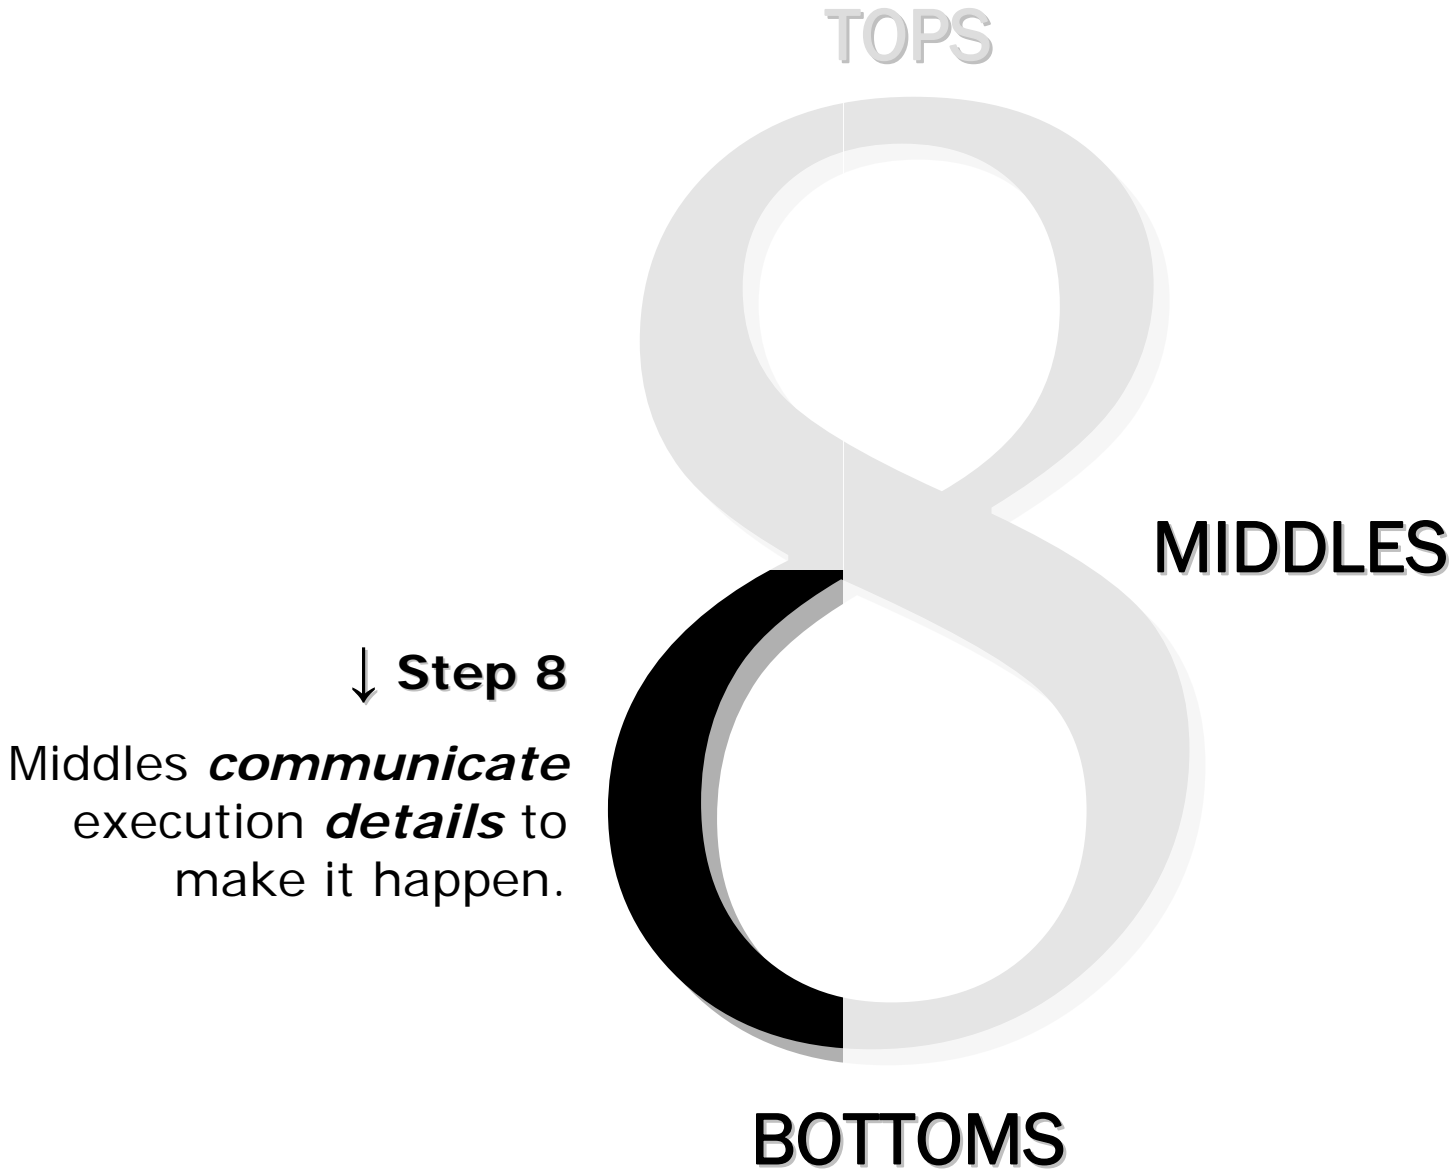 TOPS
MIDDLES
↓ Step 8
Middles communicate
execution details to
make it happen.
BOTTOMS